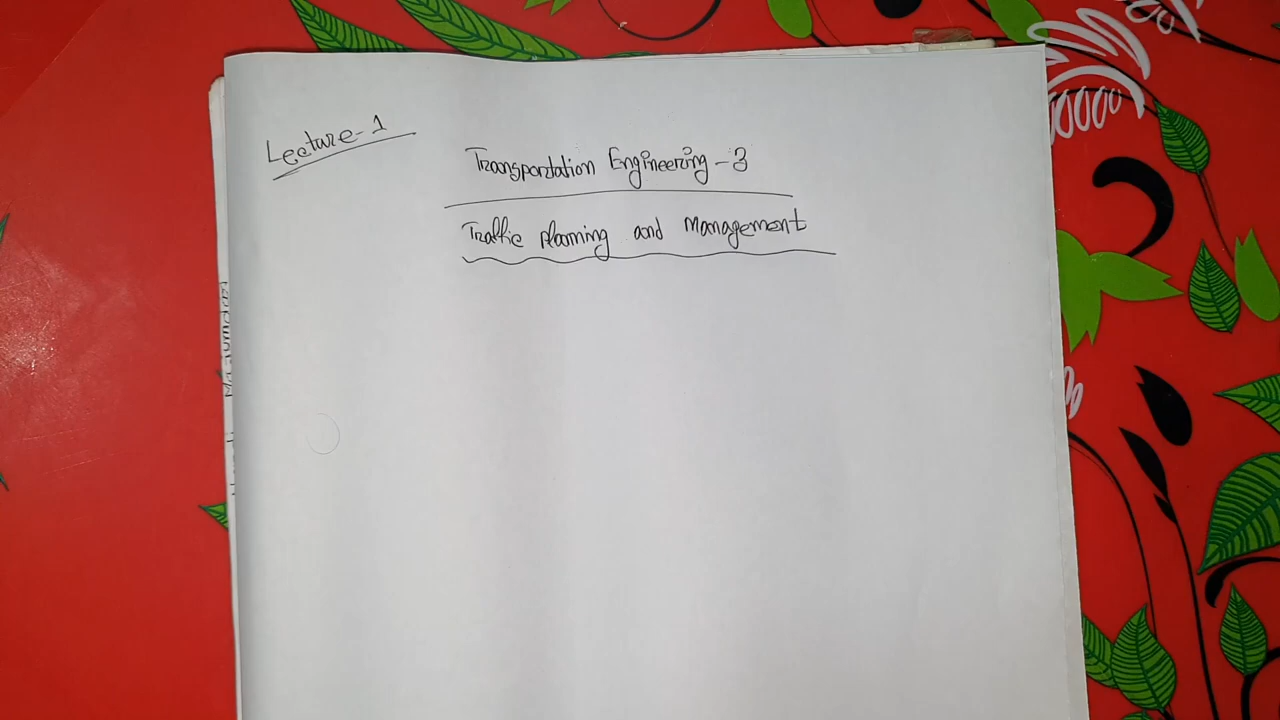 Lecture-1
Transportation Engineering-3
Traffic planning and Management